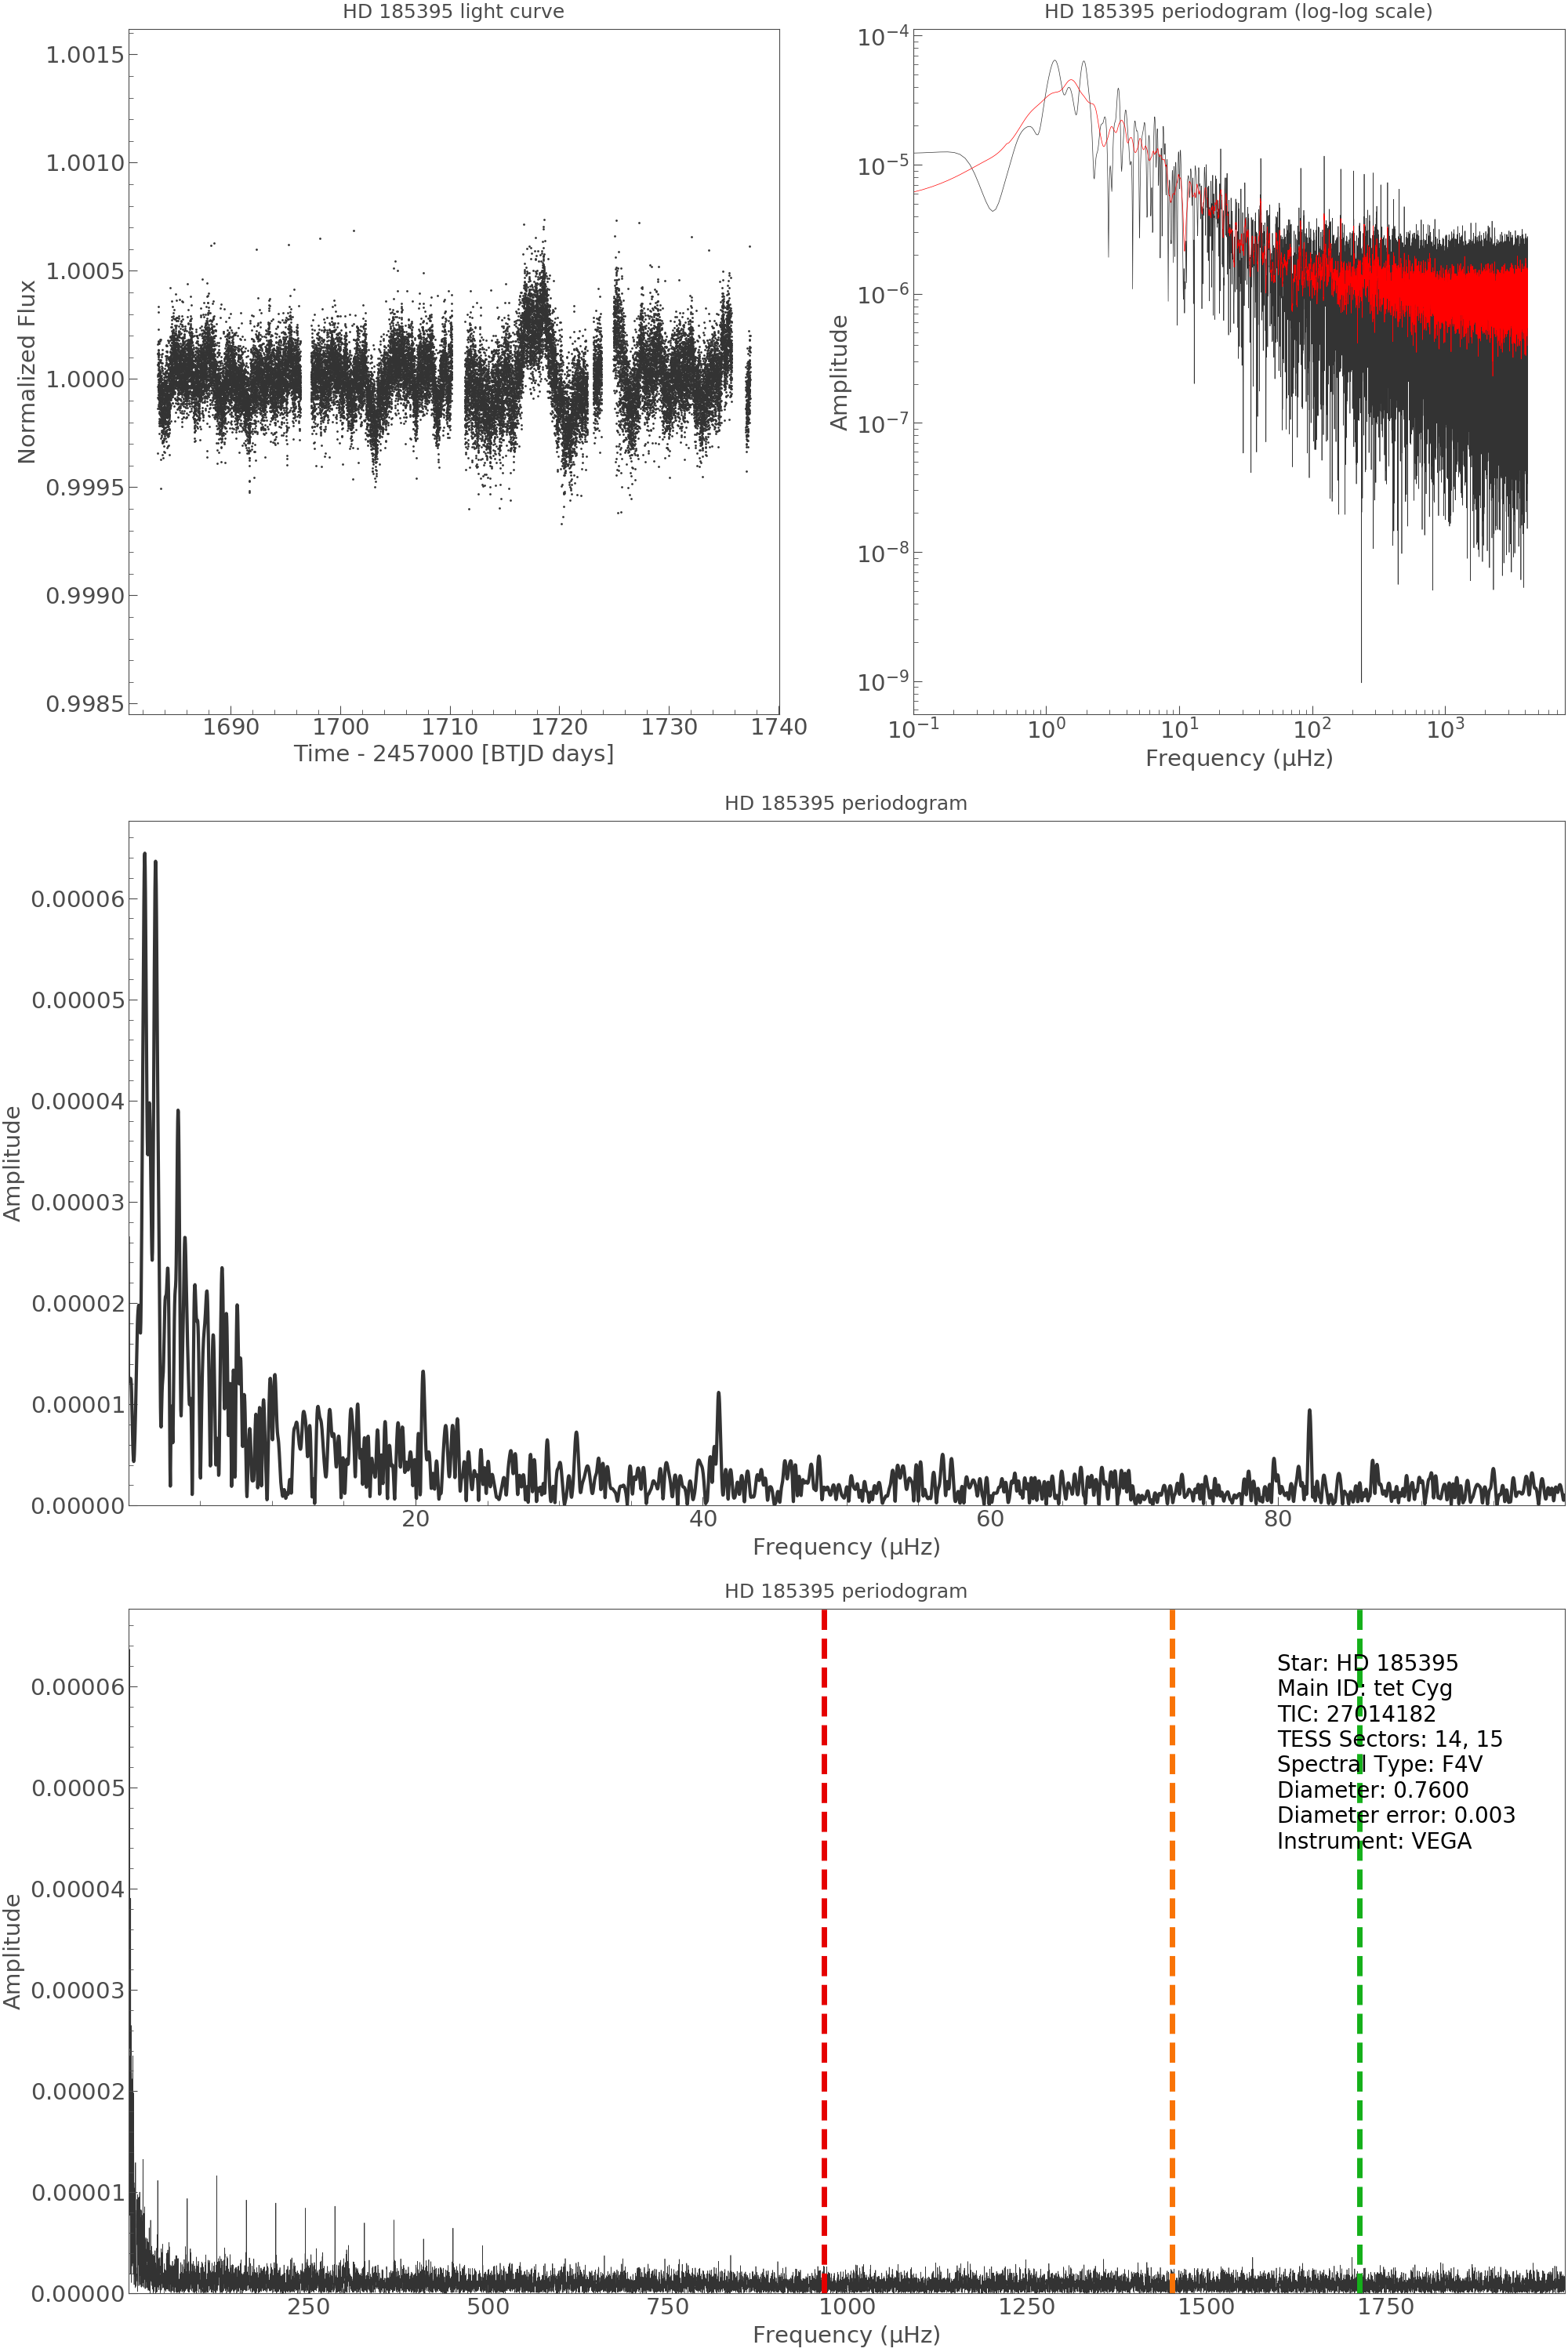 HD 185395 light curve
1.0015
1.0010
1.0005
1.0000
0.9995
0.9990
0.9985
Normalized Flux
1690 1700 1710 1720 1730 1740
Time - 2457000 [BTJD days]
HD 185395 periodogram (log-log scale)
10⁻⁴
10⁻⁵
10⁻⁶
10⁻⁷
10⁻⁸
10⁻⁹
Amplitude
10⁻¹ 10⁰ 10¹ 10² 10³
Frequency (µHz)
HD 185395 periodogram
0.00006
0.00005
0.00004
0.00003
0.00002
0.00001
0.00000
Amplitude
20 40 60 80
Frequency (µHz)
HD 185395 periodogram
0.00006
0.00005
0.00004
0.00003
0.00002
0.00001
0.00000
Amplitude
Star: HD 185395
Main ID: tet Cyg
TIC: 27014182
TESS Sectors: 14, 15
Spectral Type: F4V
Diameter: 0.7600
Diameter error: 0.003
Instrument: VEGA
250 500 750 1000 1250 1500 1750
Frequency (µHz)